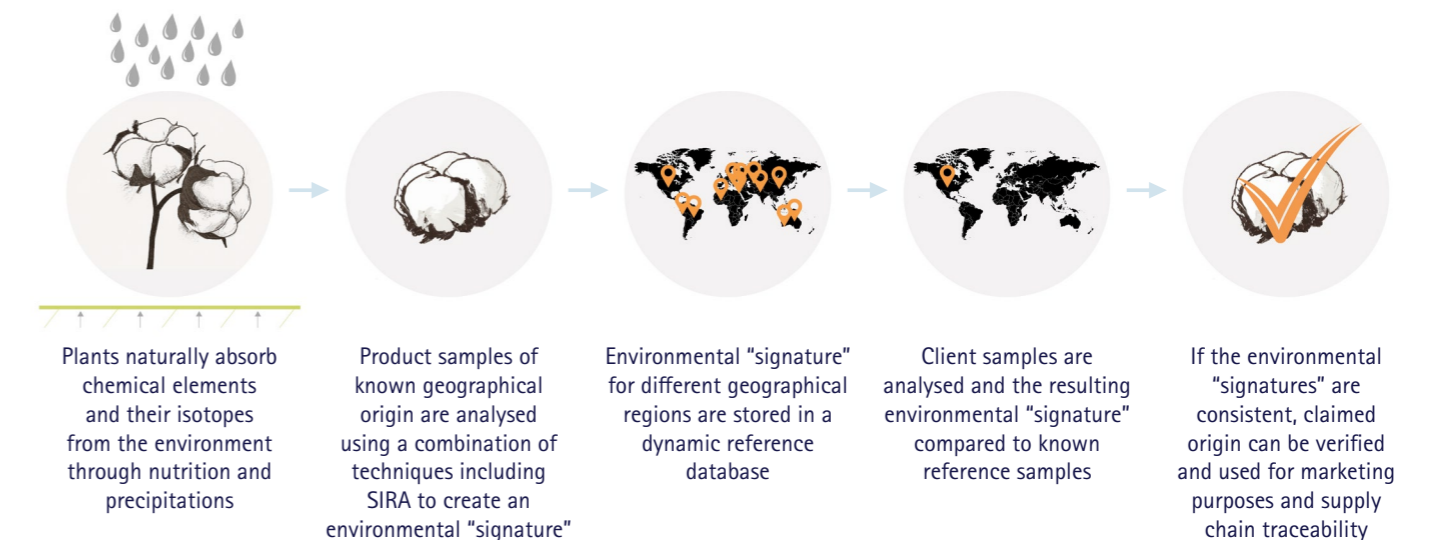 Plants naturally absorb
chemical elements
and their isotopes
from the environment
through nutrition and
precipitations
Product samples of
known geographical
origin are analysed
using a combination of
techniques including
SIRA to create an
environmental “signature”
Environmental “signature”
for different geographical
regions are stored in a
dynamic reference
database
Client samples are
analysed and the resulting
environmental “signature”
compared to known
reference samples
If the environmental
“signatures” are
consistent, claimed
origin can be verified
and used for marketing
purposes and supply
chain traceability